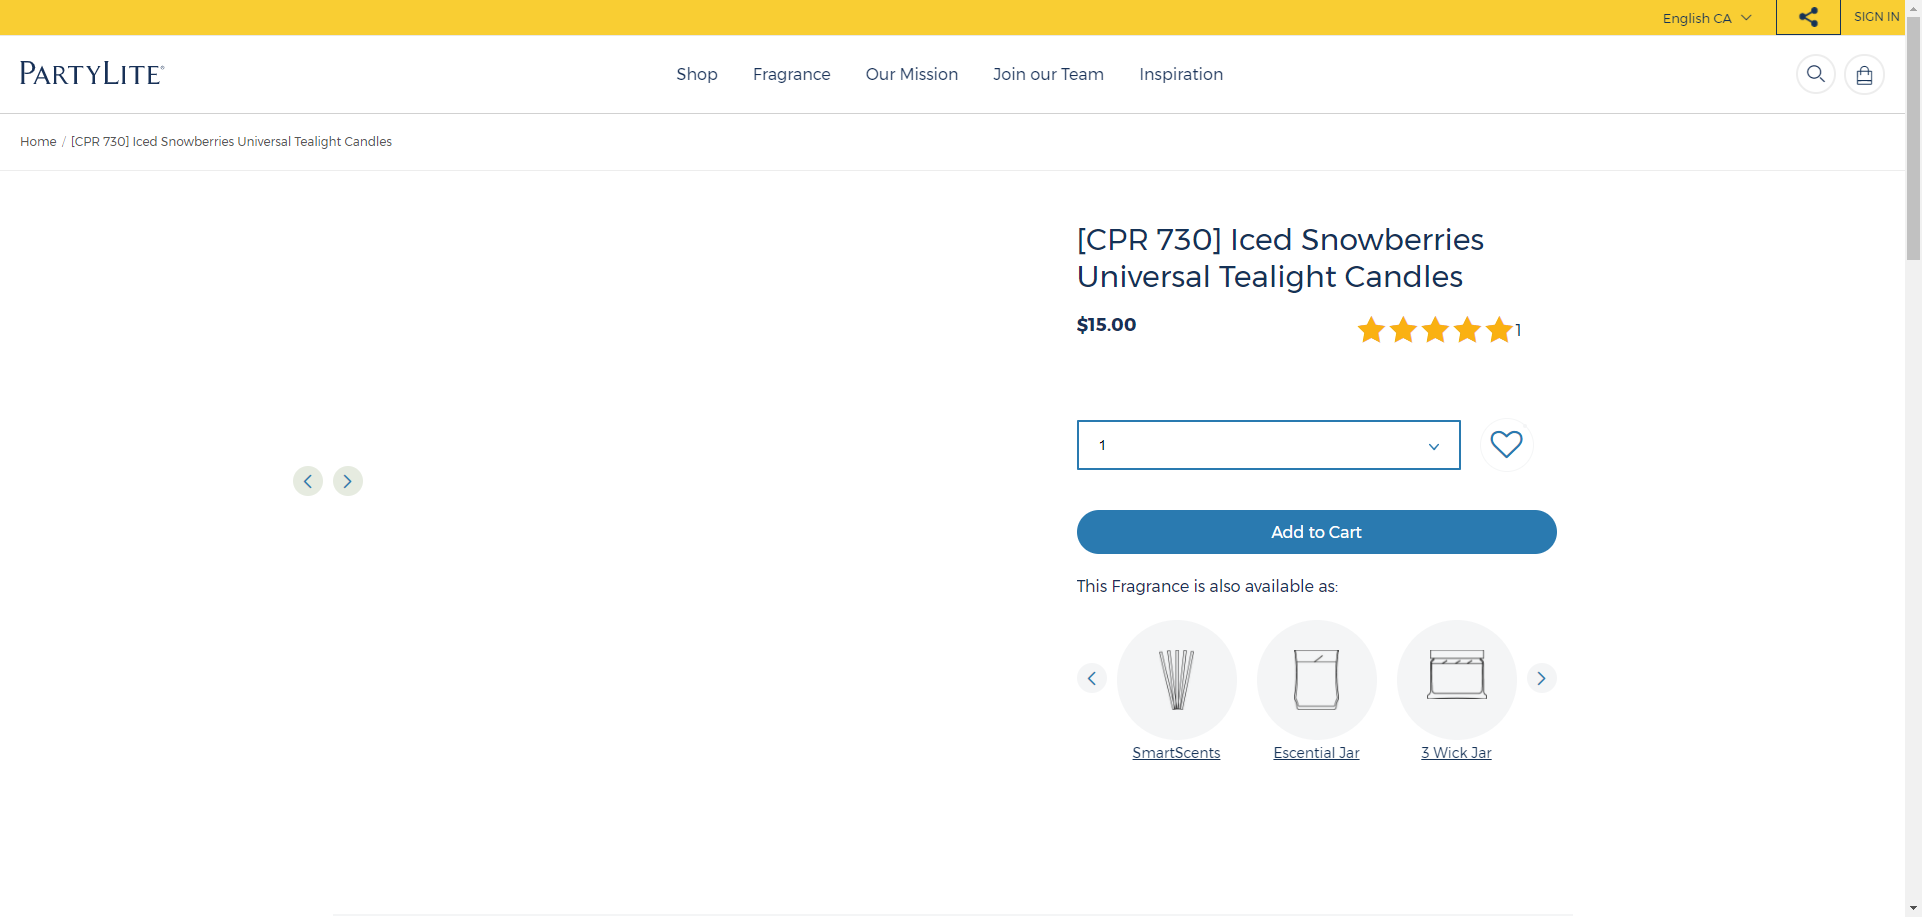 English CA
SIGN IN
PARTYLITE®
Shop
Fragrance
Our Mission
Join our Team
Inspiration
Home / [CPR 730] Iced Snowberries Universal Tealight Candles
[CPR 730] Iced Snowberries
Universal Tealight Candles
$15.00
1
1
Add to Cart
This Fragrance is also available as:
SmartScents
Escential Jar
3 Wick Jar